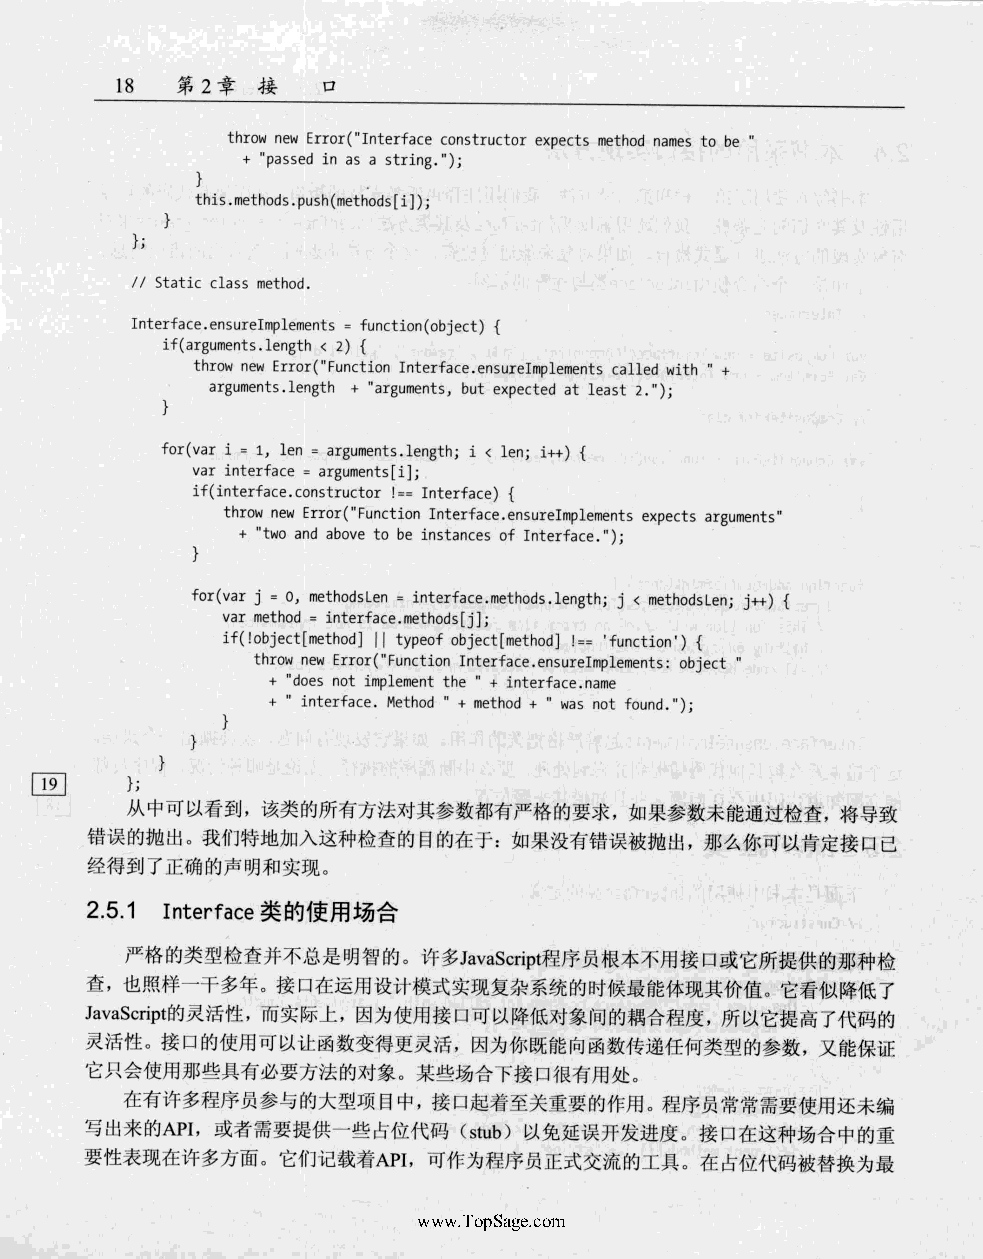 18 第2章 接 口
throw new Error("Interface constructor expects method names to be "
+ "passed in as a string.");
}
this.methods.push(methods[i]);
}
};
// Static class method.
Interface.ensureImplements = function(object) {
if(arguments.length < 2) {
throw new Error("Function Interface.ensureImplements called with " +
arguments.length + "arguments, but expected at least 2.");
}
for(var i = 1, len = arguments.length; i < len; i++) {
var interface = arguments[i];
if(interface.constructor !== Interface) {
throw new Error("Function Interface.ensureImplements expects arguments"
+ "two and above to be instances of Interface.");
}
for(var j = 0, methodsLen = interface.methods.length; j < methodsLen; j++) {
var method = interface.methods[j];
if(!object[method] || typeof object[method] !== 'function') {
throw new Error("Function Interface.ensureImplements: object "
+ "does not implement the " + interface.name
+ " interface. Method " + method + " was not found.");
}
}
}
19 };
从中可以看到，该类的所有方法对其参数都有严格的要求，如果参数未能通过检查，将导致
错误的抛出。我们特地加入这种检查的目的在于：如果没有错误被抛出，那么你可以肯定接口已
经得到了正确的声明和实现。
2.5.1 Interface 类的使用场合
严格的类型检查并不总是明智的。许多JavaScript程序员根本不用接口或它所提供的那种检
查，也照样一干多年。接口在运用设计模式实现复杂系统的时候最能体现其价值。它看似降低了
JavaScript的灵活性，而实际上，因为使用接口可以降低对象间的耦合程度，所以它提高了代码的
灵活性。接口的使用可以让函数变得更灵活，因为你既能向函数传递任何类型的参数，又能保证
它只会使用那些具有必要方法的对象。某些场合下接口很有用处。
在有许多程序员参与的大型项目中，接口起着至关重要的作用。程序员常常需要使用还未编
写出来的API，或者需要提供一些占位代码（stub）以免延误开发进度。接口在这种场合中的重
要性表现在许多方面。它们记载着API，可作为程序员正式交流的工具。在占位代码被替换为最
www.TopSage.com